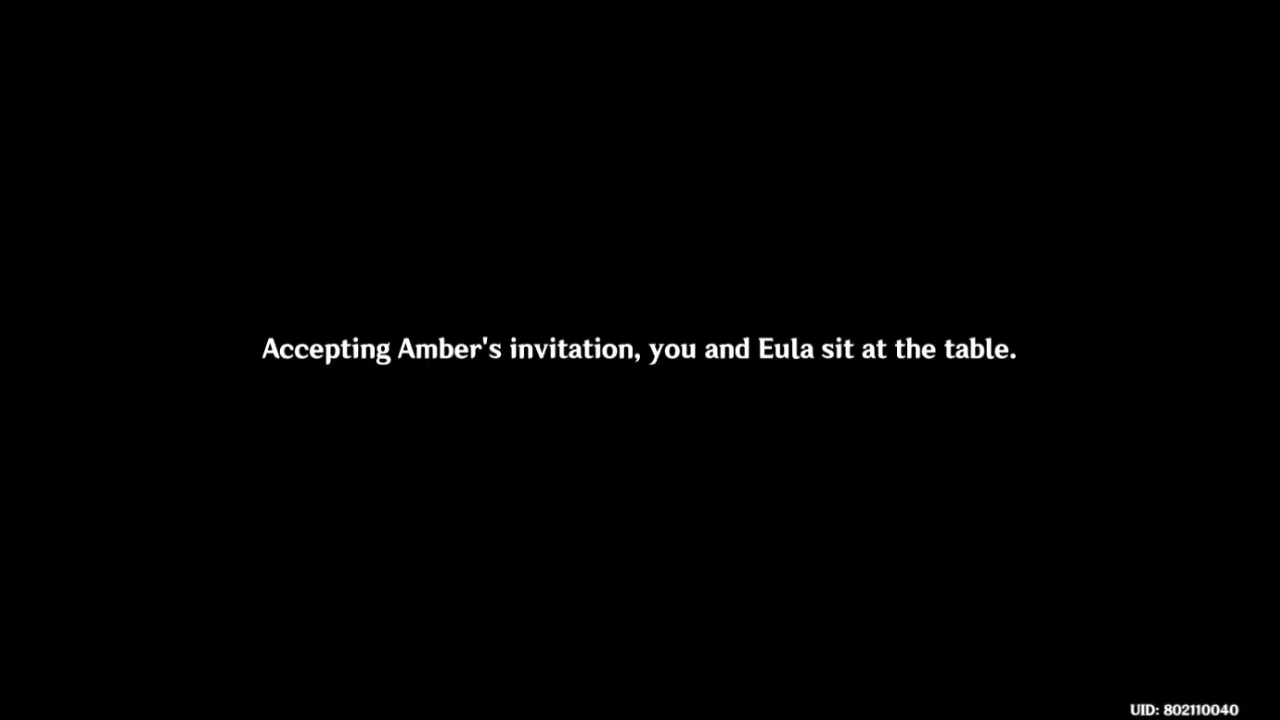 Accepting Amber's invitation, you and Eula sit at the table.
UID: 802110040